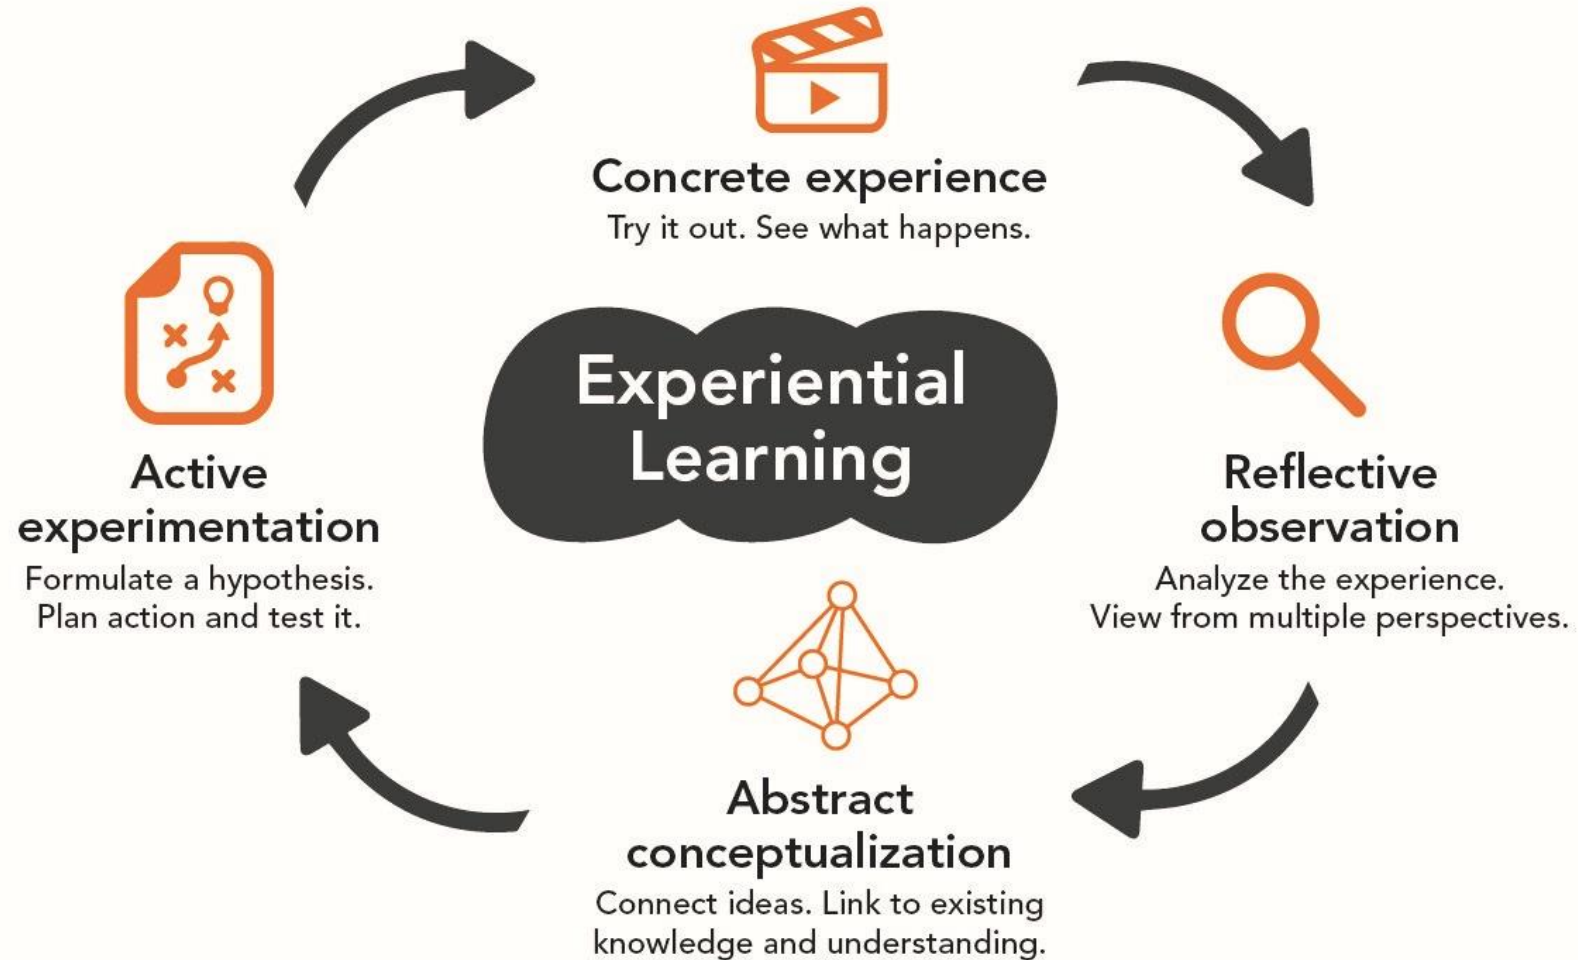 Concrete experience
Try it out. See what happens.
Experiential
Learning
Reflective
observation
Analyze the experience.
View from multiple perspectives.
Abstract
conceptualization
Connect ideas. Link to existing
knowledge and understanding.
Active
experimentation
Formulate a hypothesis.
Plan action and test it.